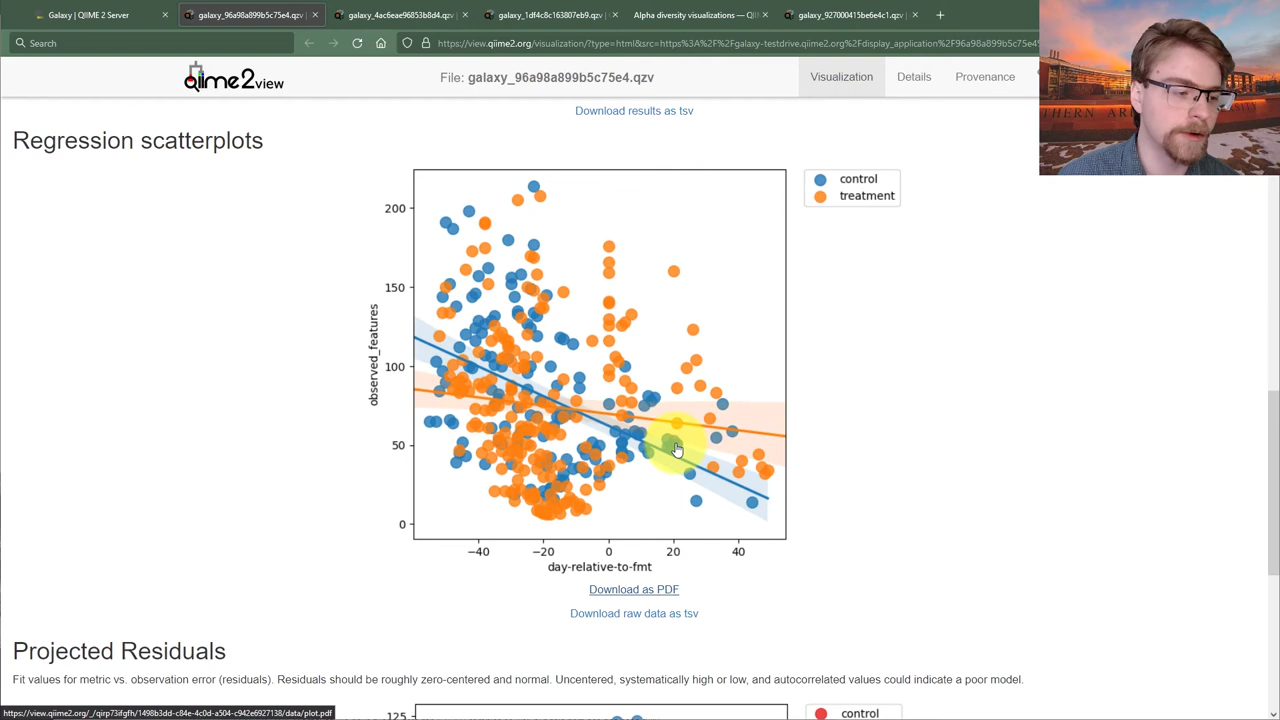 Galaxy | QIIME 2 Server
galaxy_96a98a899b5c75e4.qzv
galaxy_4ac6eae96853b8d4.qzv
galaxy_1df4c8c163807eb9.qzv
Alpha diversity visualizations —
galaxy_927000415be6e4c1.qzv
Search
qiime2view
File: galaxy_96a98a899b5c75e4.qzv
Visualization
Details
Provenance
Download results as tsv
Regression scatterplots
control
treatment
observed_features
200
150
100
50
0
−40
−20
0
20
40
day-relative-to-fmt
Download as PDF
Download raw data as tsv
Projected Residuals
Fit values for metric vs. observation error (residuals). Residuals should be roughly zero-centered and normal. Uncentered, systematically high or low, and autocorrelated values could indicate a poor model.
125
control